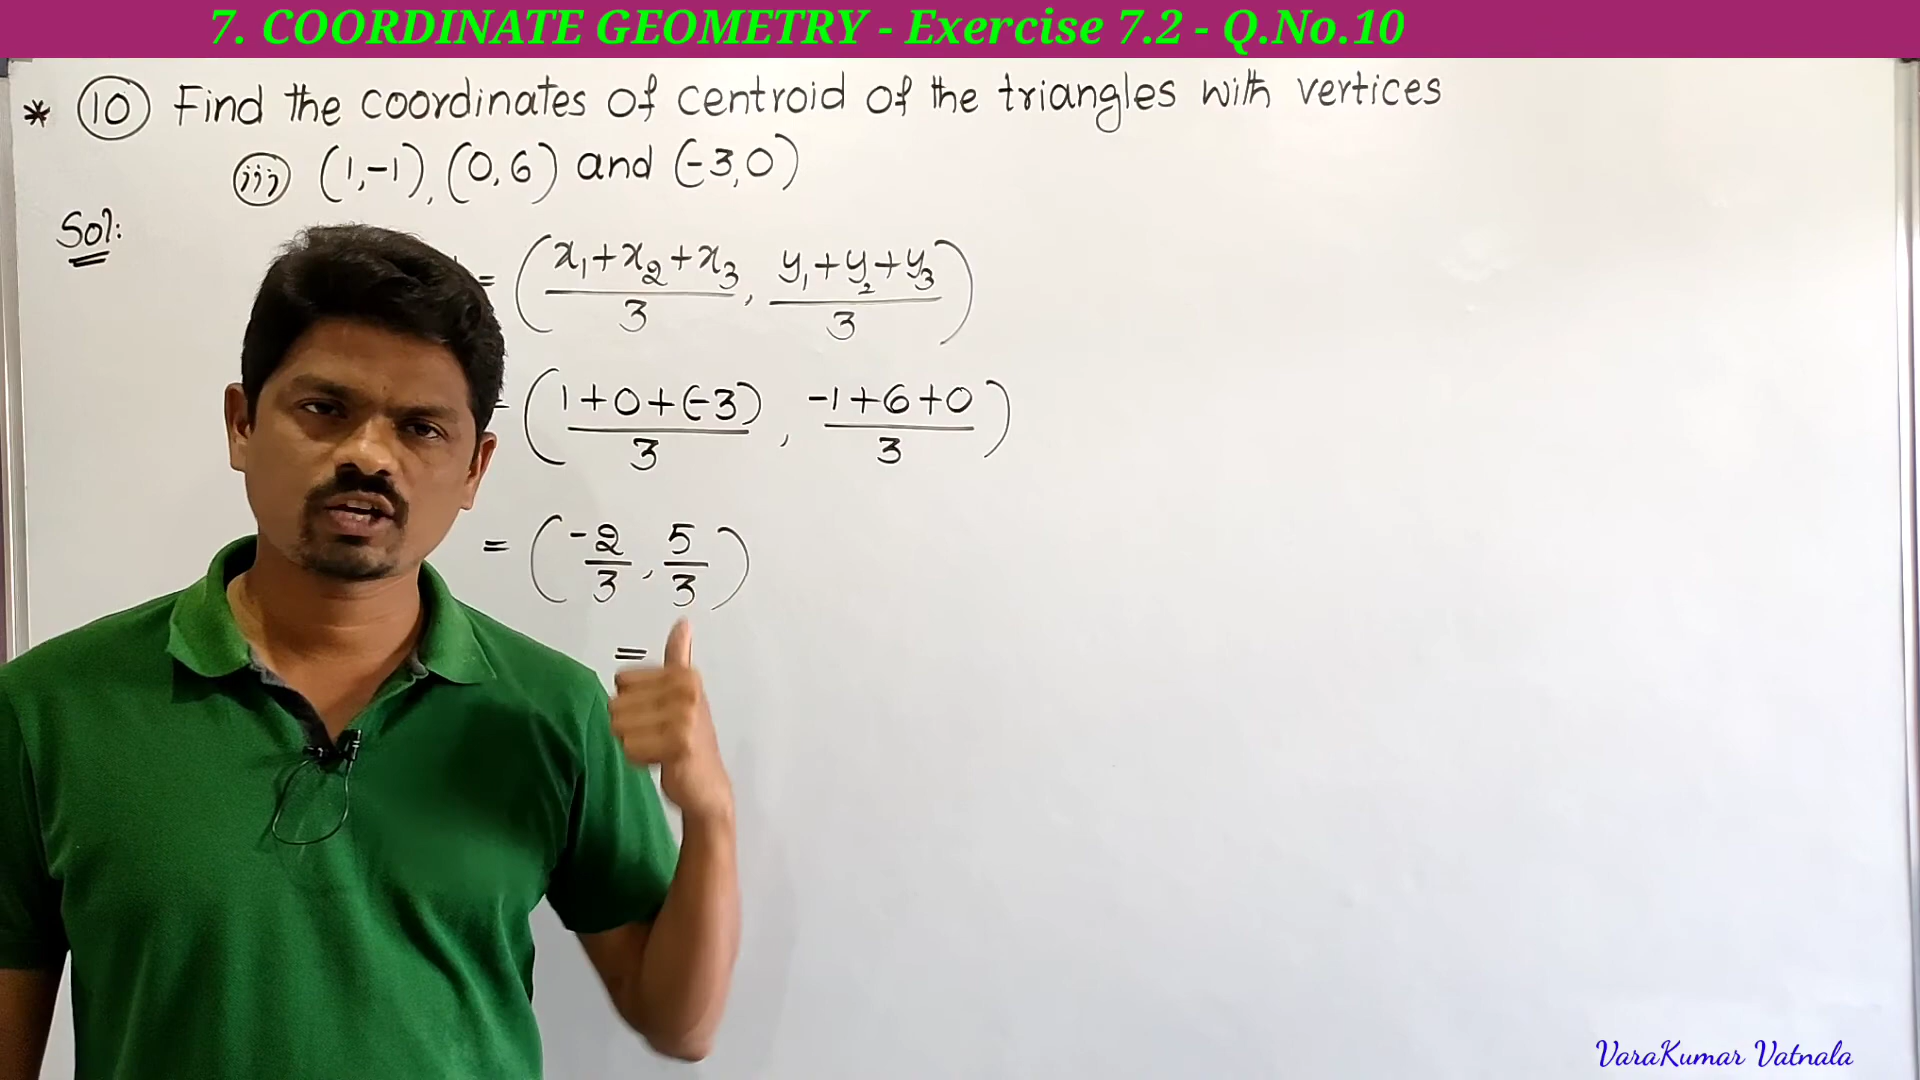 7. COORDINATE GEOMETRY - Exercise 7.2 - Q.No.10
* 10 Find the coordinates of centroid of the triangles with vertices
iii (1,-1), (0,6) and (-3,0)
Sol:
= (x₁+x₂+x₃/3, y₁+y₂+y₃/3)
= (1+0+(-3)/3, -1+6+0/3)
= (-2/3, 5/3)
=
VaraKumar Vatnala